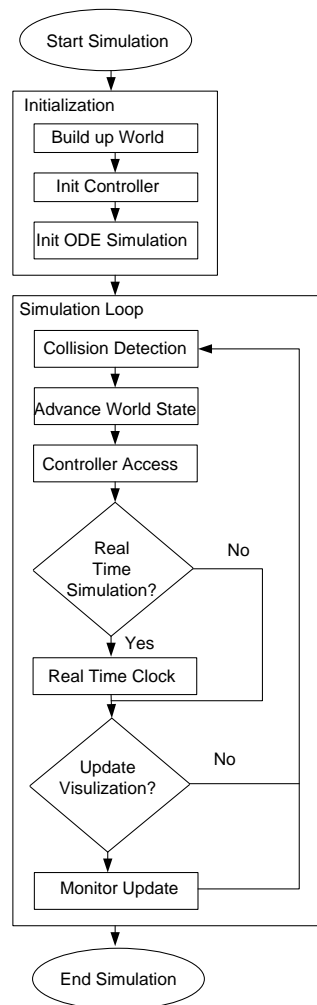 Start Simulation
Initialization
Build up World
Init Controller
Init ODE Simulation
Simulation Loop
Collision Detection
Advance World State
Controller Access
Real
Time
Simulation?
No
Yes
Real Time Clock
Update
Visulization?
No
Monitor Update
End Simulation